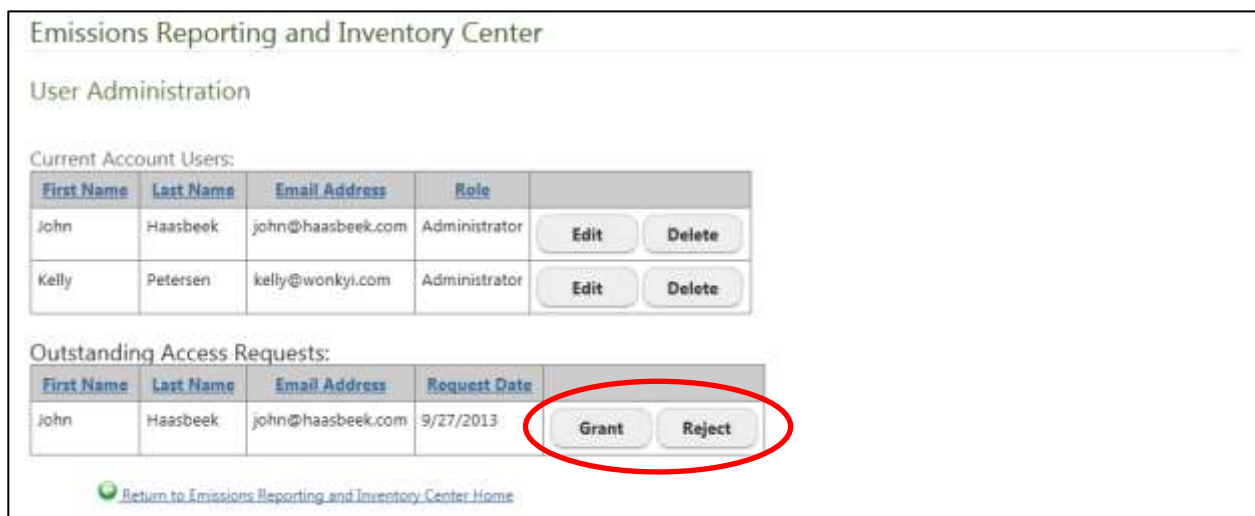 Emissions Reporting and Inventory Center
User Administration
Current Account Users:
First Name Last Name Email Address Role
John Haasbeek john@haasbeek.com Administrator Edit Delete
Kelly Petersen kelly@wonkyi.com Administrator Edit Delete
Outstanding Access Requests:
First Name Last Name Email Address Request Date
John Haasbeek john@haasbeek.com 9/27/2013 Grant Reject
Return to Emissions Reporting and Inventory Center Home